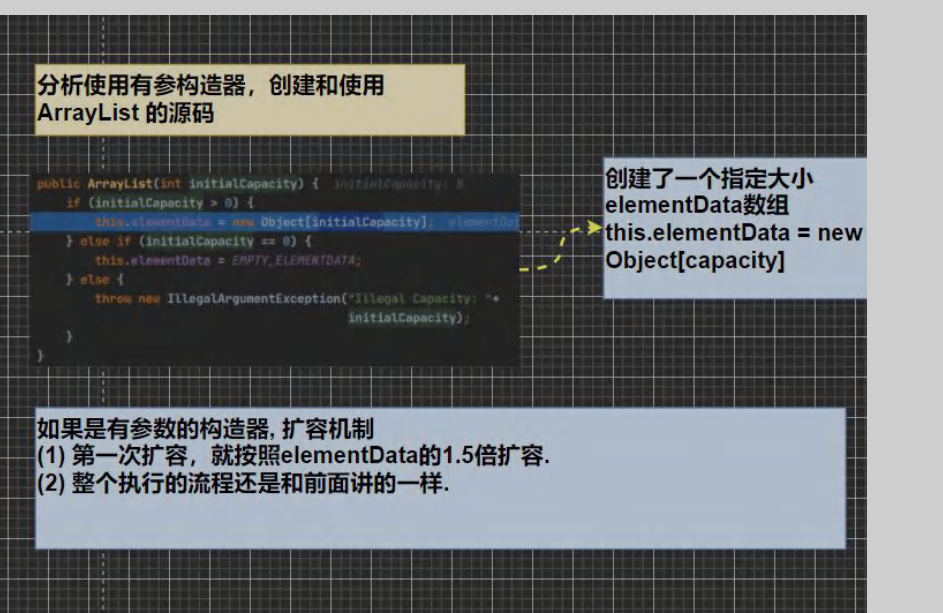 分析使用有参构造器，创建和使用
ArrayList 的源码
public ArrayList(int initialCapacity) { initialCapacity: 8
if (initialCapacity > 0) {
this.elementData = new Object[initialCapacity]; elementDat
} else if (initialCapacity == 0) {
this.elementData = EMPTY_ELEMENTDATA;
} else {
throw new IllegalArgumentException("Illegal Capacity: "+
initialCapacity);
}
}
创建了一个指定大小
elementData数组
this.elementData = new
Object[capacity]
如果是有参数的构造器, 扩容机制
(1) 第一次扩容，就按照elementData的1.5倍扩容.
(2) 整个执行的流程还是和前面讲的一样.